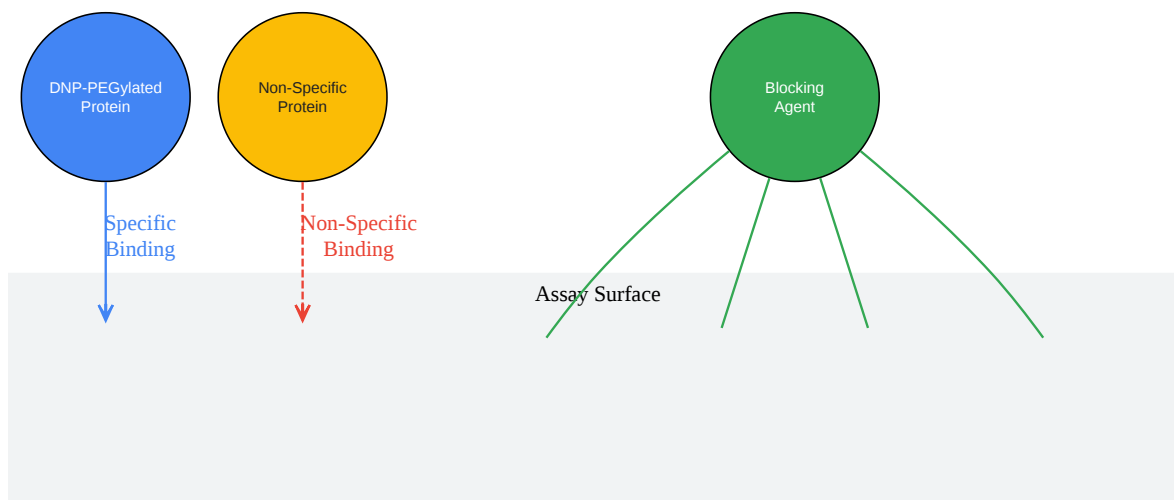 DNP-PEGylated
Protein
Non-Specific
Protein
Blocking
Agent
Specific
Binding
Non-Specific
Binding
Assay Surface